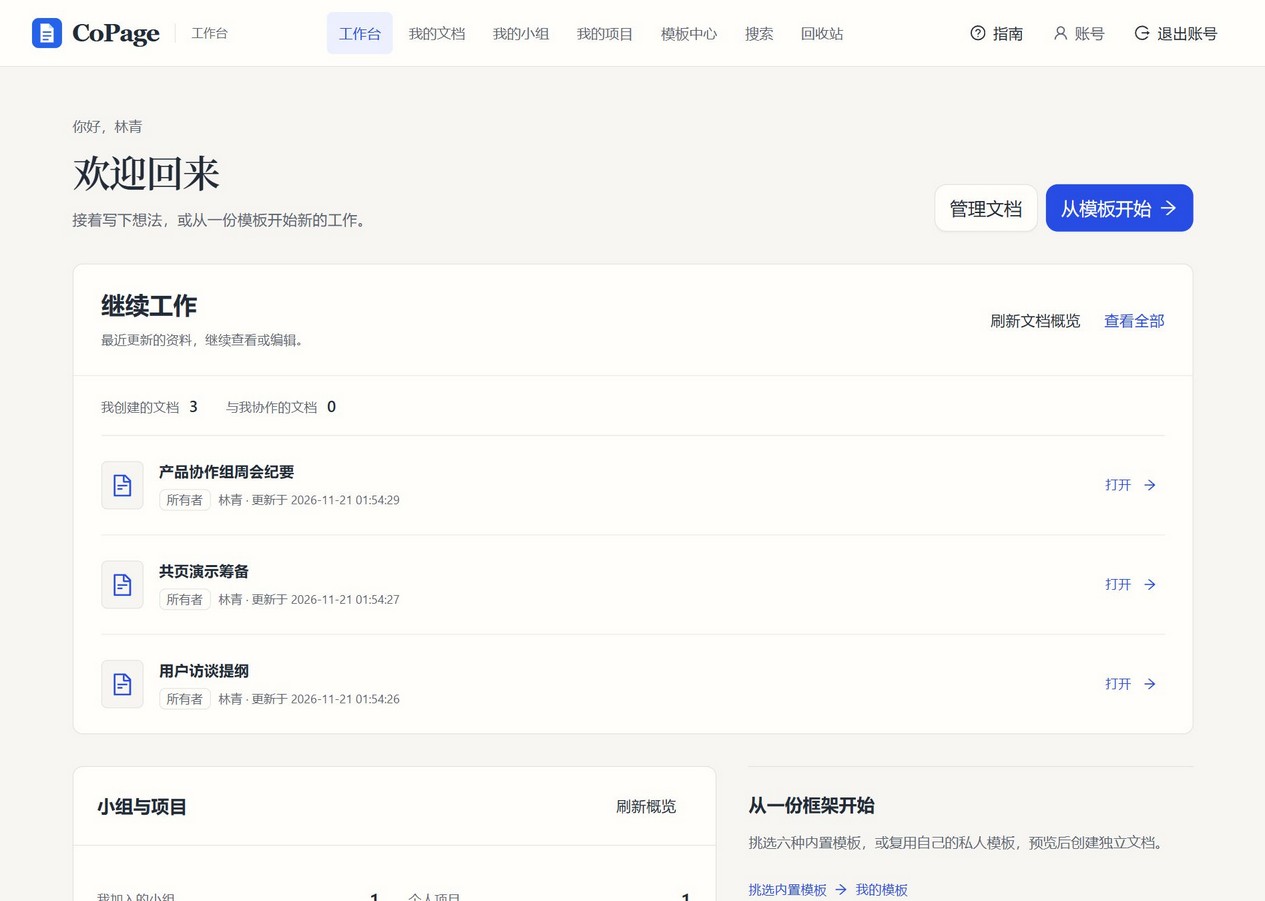 CoPage 工作台 工作台 我的文档 我的小组 我的项目 模板中心 搜索 回收站 指南 账号 退出账号
你好，林青
欢迎回来
接着写下想法，或从一份模板开始新的工作。
管理文档 从模板开始 →
继续工作
最近更新的资料，继续查看或编辑。
刷新文档概览 查看全部
我创建的文档 3 与我协作的文档 0
产品协作组周会纪要
所有者 林青 · 更新于 2026-11-21 01:54:29
打开 →
共页演示筹备
所有者 林青 · 更新于 2026-11-21 01:54:27
打开 →
用户访谈提纲
所有者 林青 · 更新于 2026-11-21 01:54:26
打开 →
小组与项目 刷新概览
我加入的小组 1 个人项目 1
从一份框架开始
挑选六种内置模板，或复用自己的私人模板，预览后创建独立文档。
挑选内置模板 → 我的模板